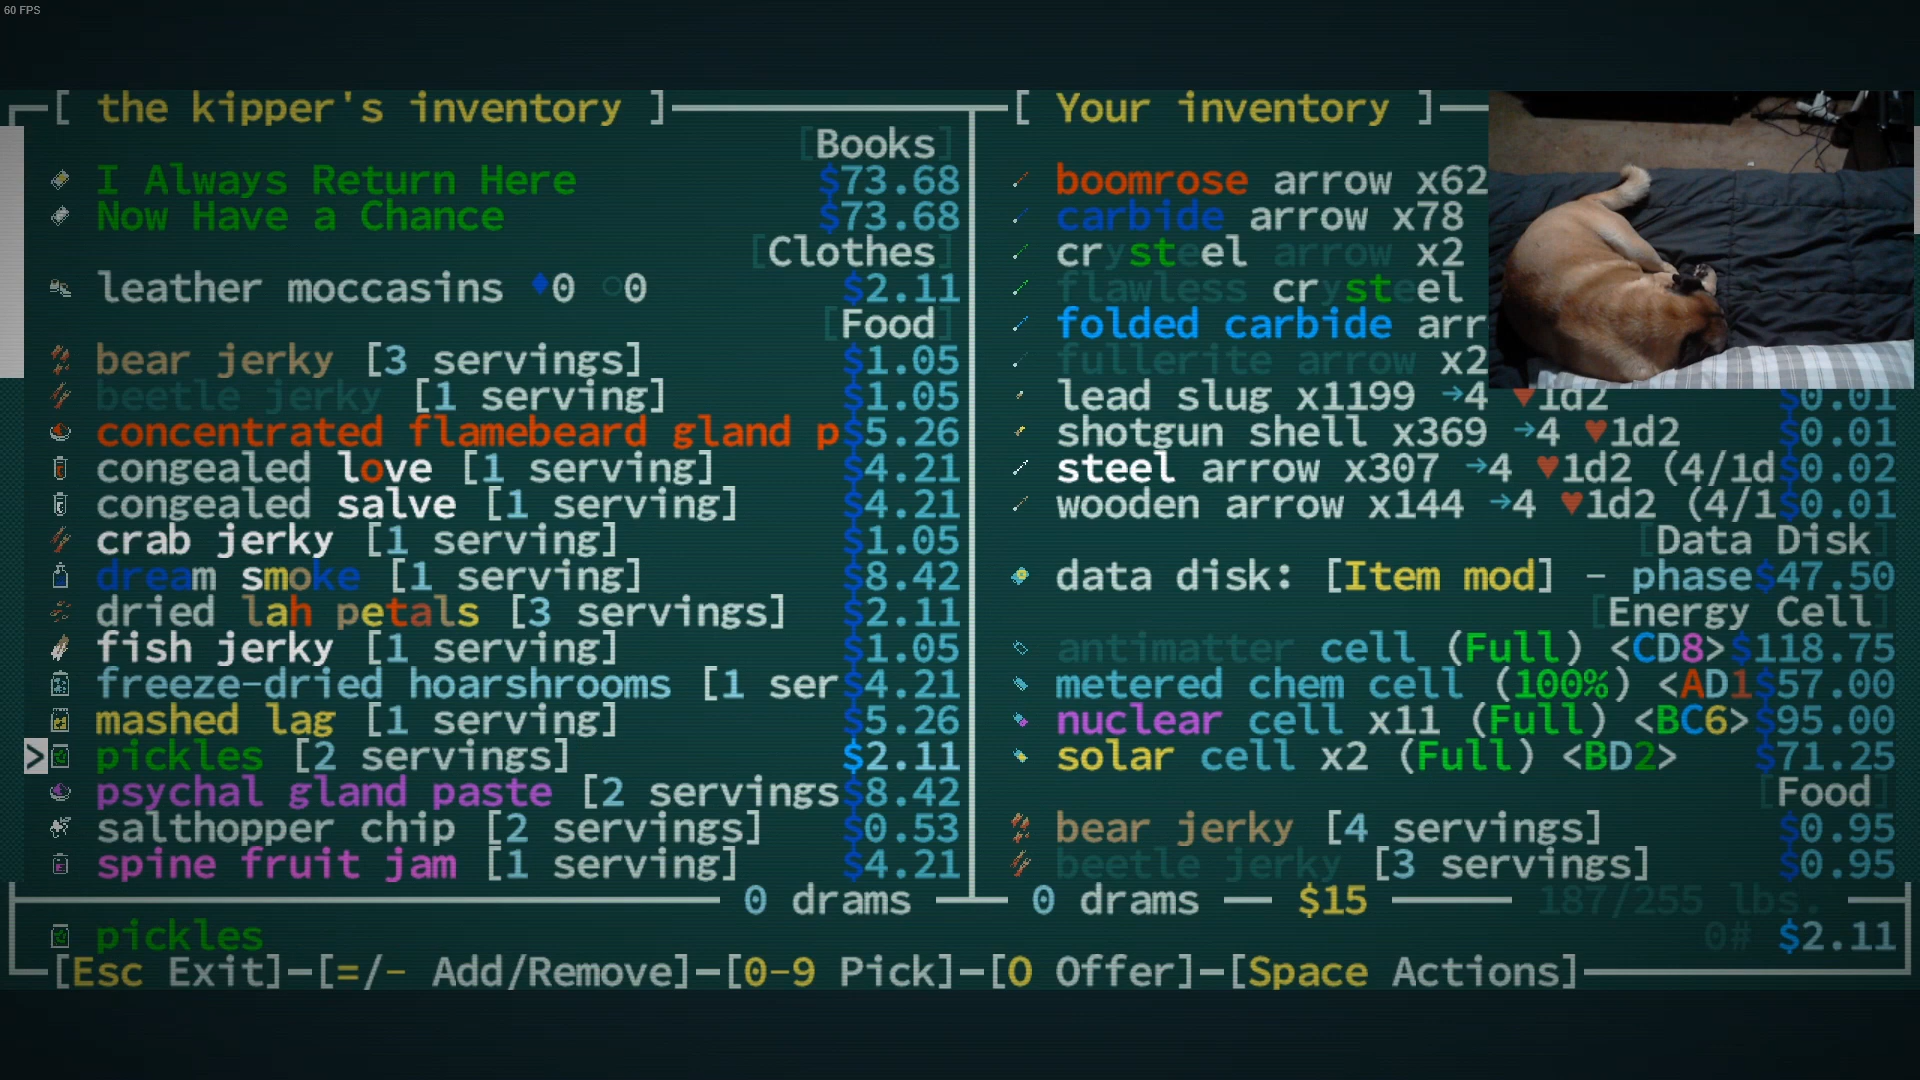 60 FPS
[ the kipper's inventory ]
[Books]
I Always Return Here $73.68
Now Have a Chance $73.68
[Clothes]
leather moccasins ♦0 ○0 $2.11
[Food]
bear jerky [3 servings] $1.05
beetle jerky [1 serving] $1.05
concentrated flamebeard gland p $5.26
congealed love [1 serving] $4.21
congealed salve [1 serving] $4.21
crab jerky [1 serving] $1.05
dream smoke [1 serving] $8.42
dried lah petals [3 servings] $2.11
fish jerky [1 serving] $1.05
freeze-dried hoarshrooms [1 ser $4.21
mashed lag [1 serving] $5.26
> pickles [2 servings] $2.11
psychal gland paste [2 servings $8.42
salthopper chip [2 servings] $0.53
spine fruit jam [1 serving] $4.21
0 drams
[ Your inventory ]
boomrose arrow x62
carbide arrow x78
crysteel arrow x2
flawless crysteel
folded carbide arr
fullerite arrow x2
lead slug x1199 →4 ♥1d2 $0.01
shotgun shell x369 →4 ♥1d2 $0.01
steel arrow x307 →4 ♥1d2 (4/1d $0.02
wooden arrow x144 →4 ♥1d2 (4/1 $0.01
[Data Disk]
data disk: [Item mod] - phase $47.50
[Energy Cell]
antimatter cell (Full) <CD8> $118.75
metered chem cell (100%) <AD1 $57.00
nuclear cell x11 (Full) <BC6> $95.00
solar cell x2 (Full) <BD2> $71.25
[Food]
bear jerky [4 servings] $0.95
beetle jerky [3 servings] $0.95
0 drams — $15 187/255 lbs.
pickles 0# $2.11
[Esc Exit]-[=/- Add/Remove]-[0-9 Pick]-[O Offer]-[Space Actions]